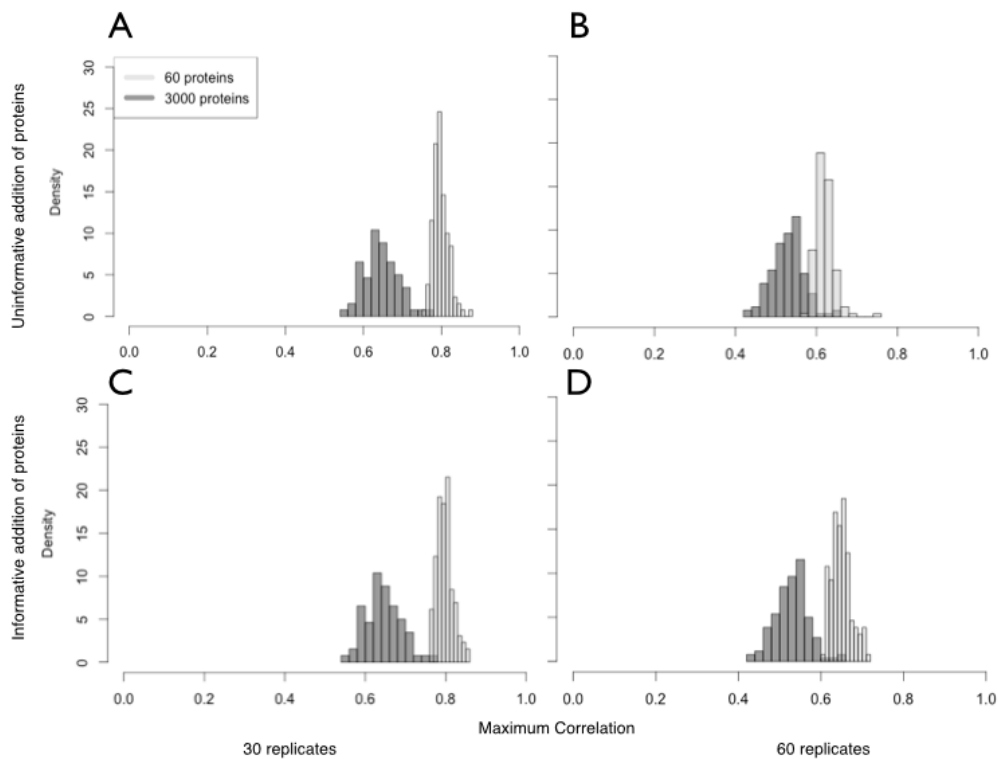 A
B
60 proteins
3000 proteins
Uninformative addition of proteins
Density
30
25
20
15
10
5
0
0.0 0.2 0.4 0.6 0.8 1.0
0.0 0.2 0.4 0.6 0.8 1.0
C
D
Informative addition of proteins
Density
30
25
20
15
10
5
0
0.0 0.2 0.4 0.6 0.8 1.0
0.0 0.4 0.6 0.8 1.0
Maximum Correlation
30 replicates
60 replicates